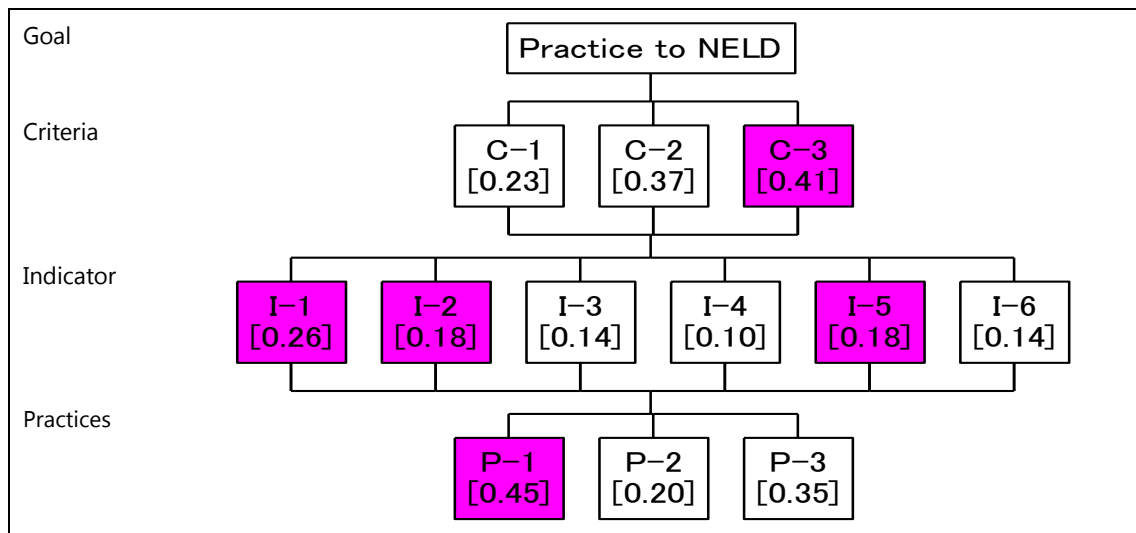 Goal
Practice to NELD
Criteria
C-1
[0.23]
C-2
[0.37]
C-3
[0.41]
Indicator
I-1
[0.26]
I-2
[0.18]
I-3
[0.14]
I-4
[0.10]
I-5
[0.18]
I-6
[0.14]
Practices
P-1
[0.45]
P-2
[0.20]
P-3
[0.35]